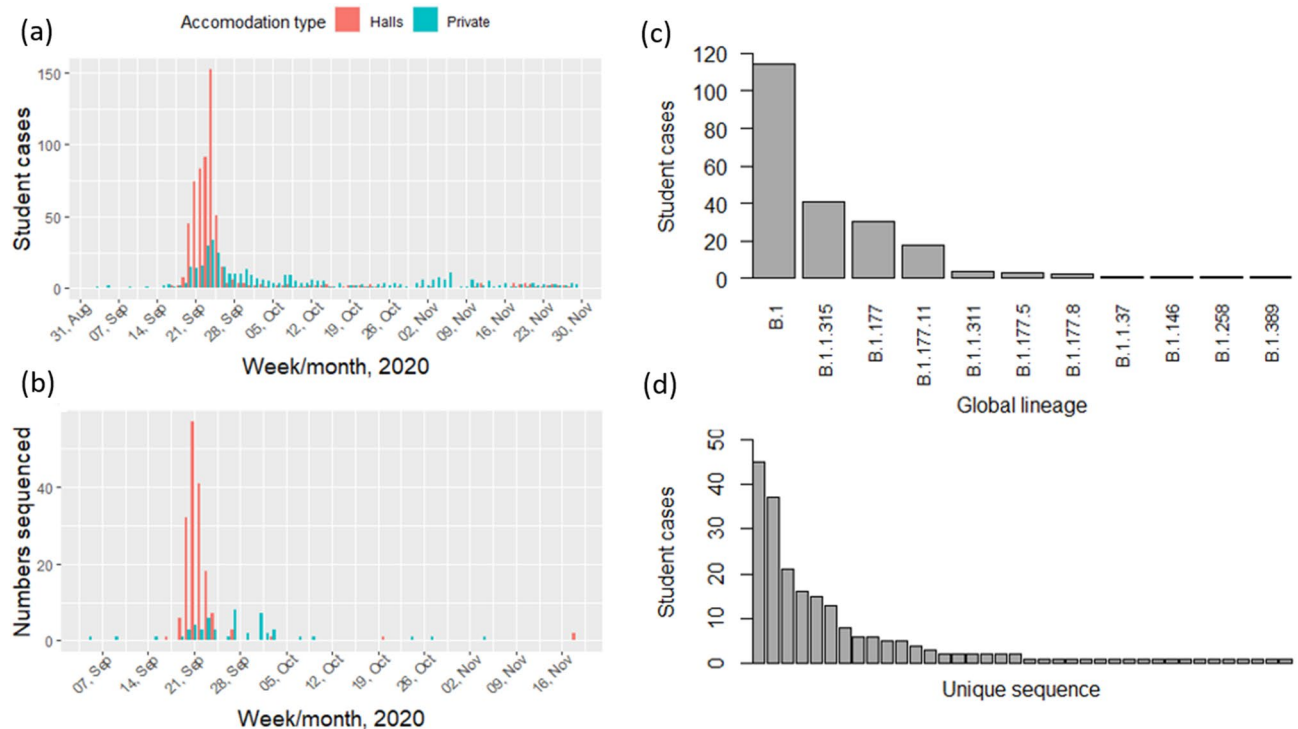 (a)
Accomodation type Halls Private
Student cases
150
100
50
0
31, Aug
07, Sep
14, Sep
21, Sep
28, Sep
05, Oct
12, Oct
19, Oct
26, Oct
02, Nov
09, Nov
16, Nov
23, Nov
30, Nov
Week/month, 2020
(b)
Numbers sequenced
40
20
0
07, Sep
14, Sep
21, Sep
28, Sep
05, Oct
12, Oct
19, Oct
26, Oct
02, Nov
09, Nov
16, Nov
Week/month, 2020
(c)
Student cases
120
100
80
60
40
20
0
B.1
B.1.1.315
B.1.177
B.1.177.11
B.1.1.311
B.1.177.5
B.1.177.8
B.1.1.37
B.1.146
B.1.258
B.1.389
Global lineage
(d)
Student cases
50
40
30
20
10
0
Unique sequence